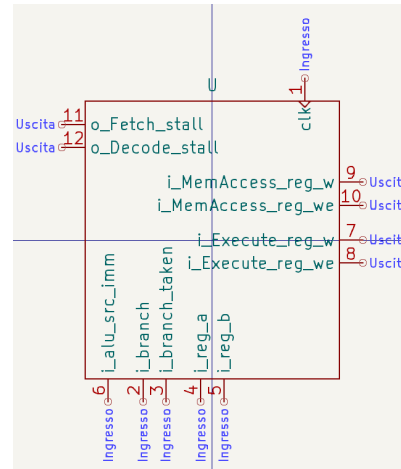 Ingresso
1
clk
U
Uscita 11 o_Fetch_stall
Uscita 12 o_Decode_stall
i_MemAccess_reg_w 9 Uscit
i_MemAccess_reg_we 10 Uscit
i_Execute_reg_w 7 Uscit
i_Execute_reg_we 8 Uscit
i_alu_src_imm 6 Ingresso
i_branch 2 Ingresso
i_branch_taken 3 Ingresso
i_reg_a 4 Ingresso
i_reg_b 5 Ingresso